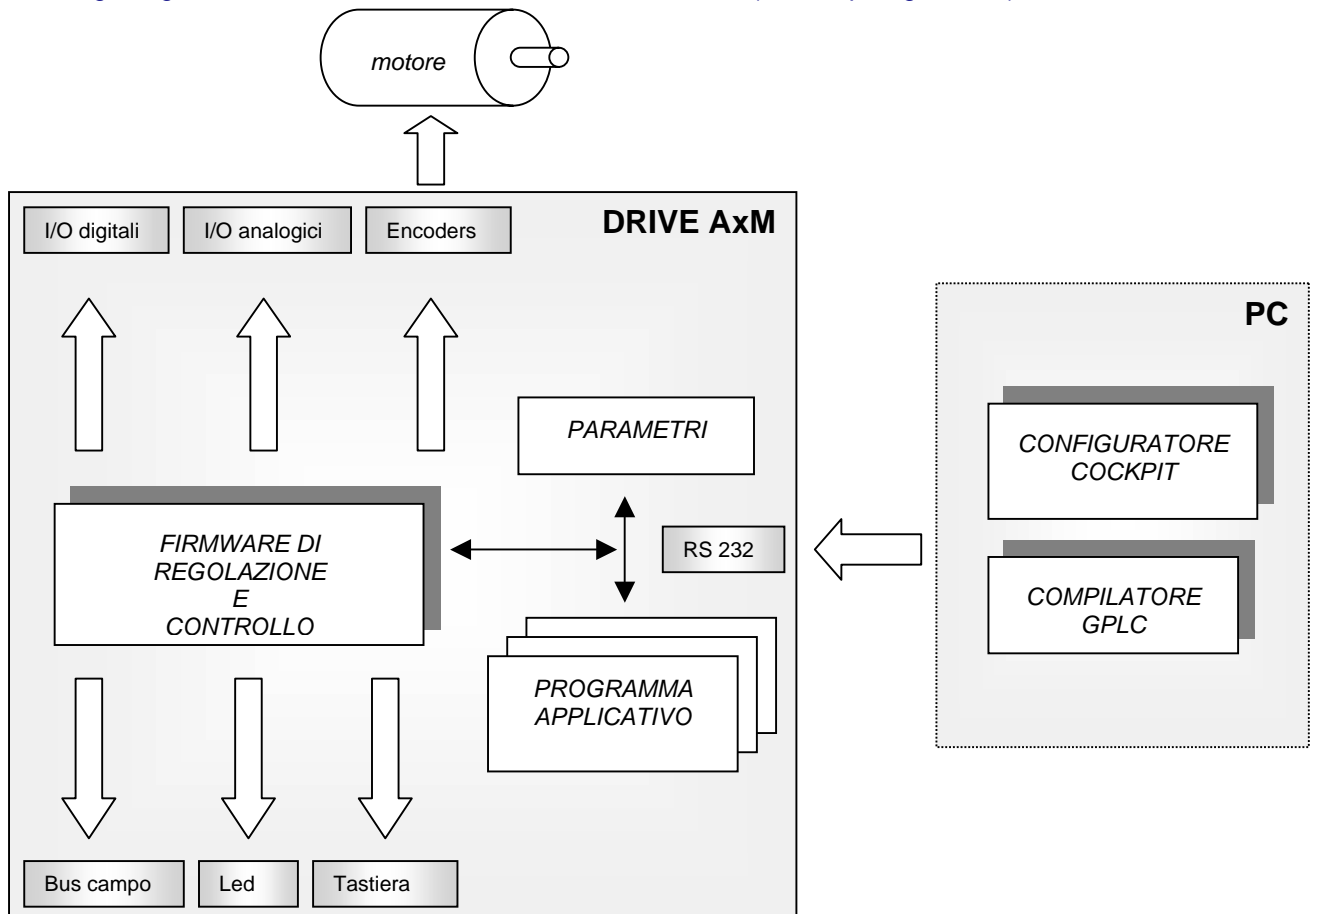 motore
I/O digitali
I/O analogici
Encoders
DRIVE AxM
PC
PARAMETRI
CONFIGURATORE
COCKPIT
FIRMWARE DI
REGOLAZIONE
E
CONTROLLO
RS 232
COMPILATORE
GPLC
PROGRAMMA
APPLICATIVO
Bus campo
Led
Tastiera